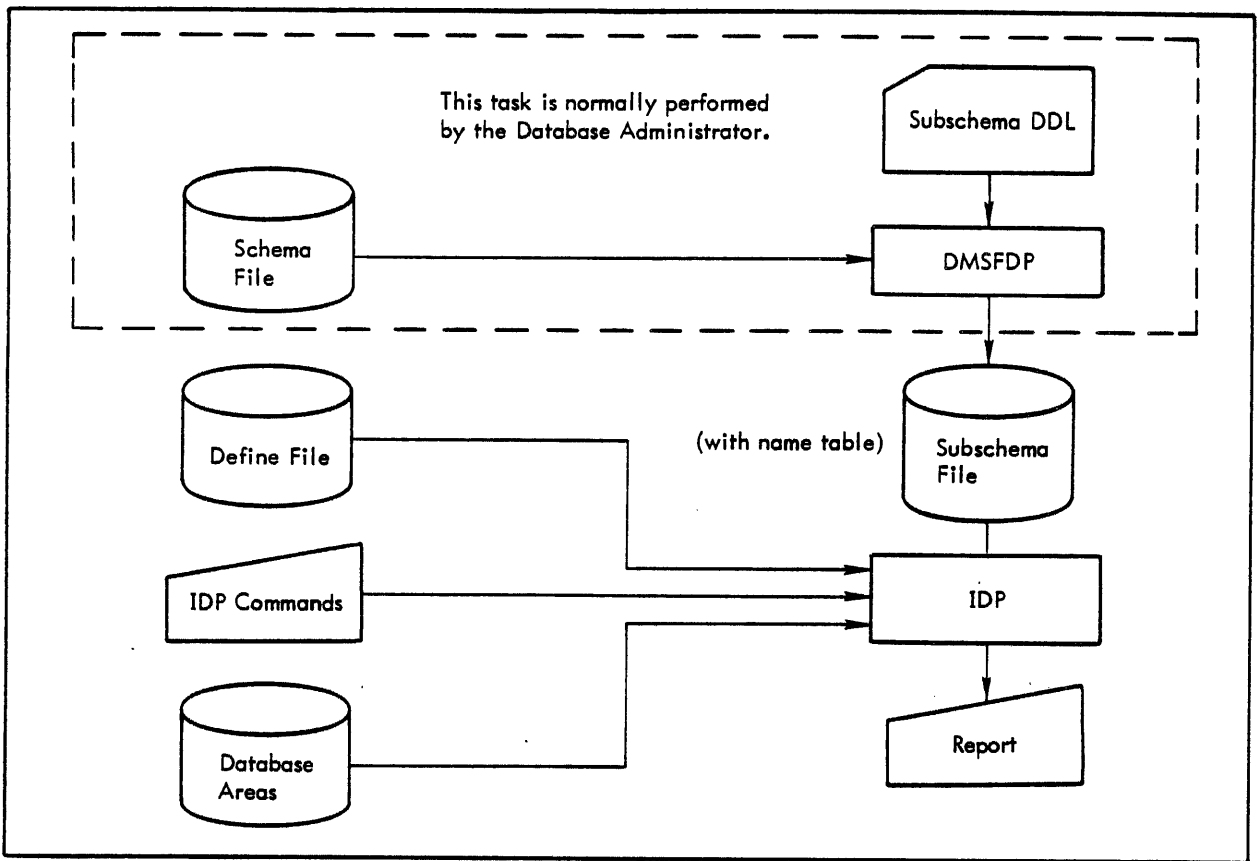 This task is normally performed
by the Database Administrator.
Subschema DDL
Schema
File
DMSFDP
Define File
(with name table)
Subschema
File
IDP Commands
IDP
Database
Areas
Report